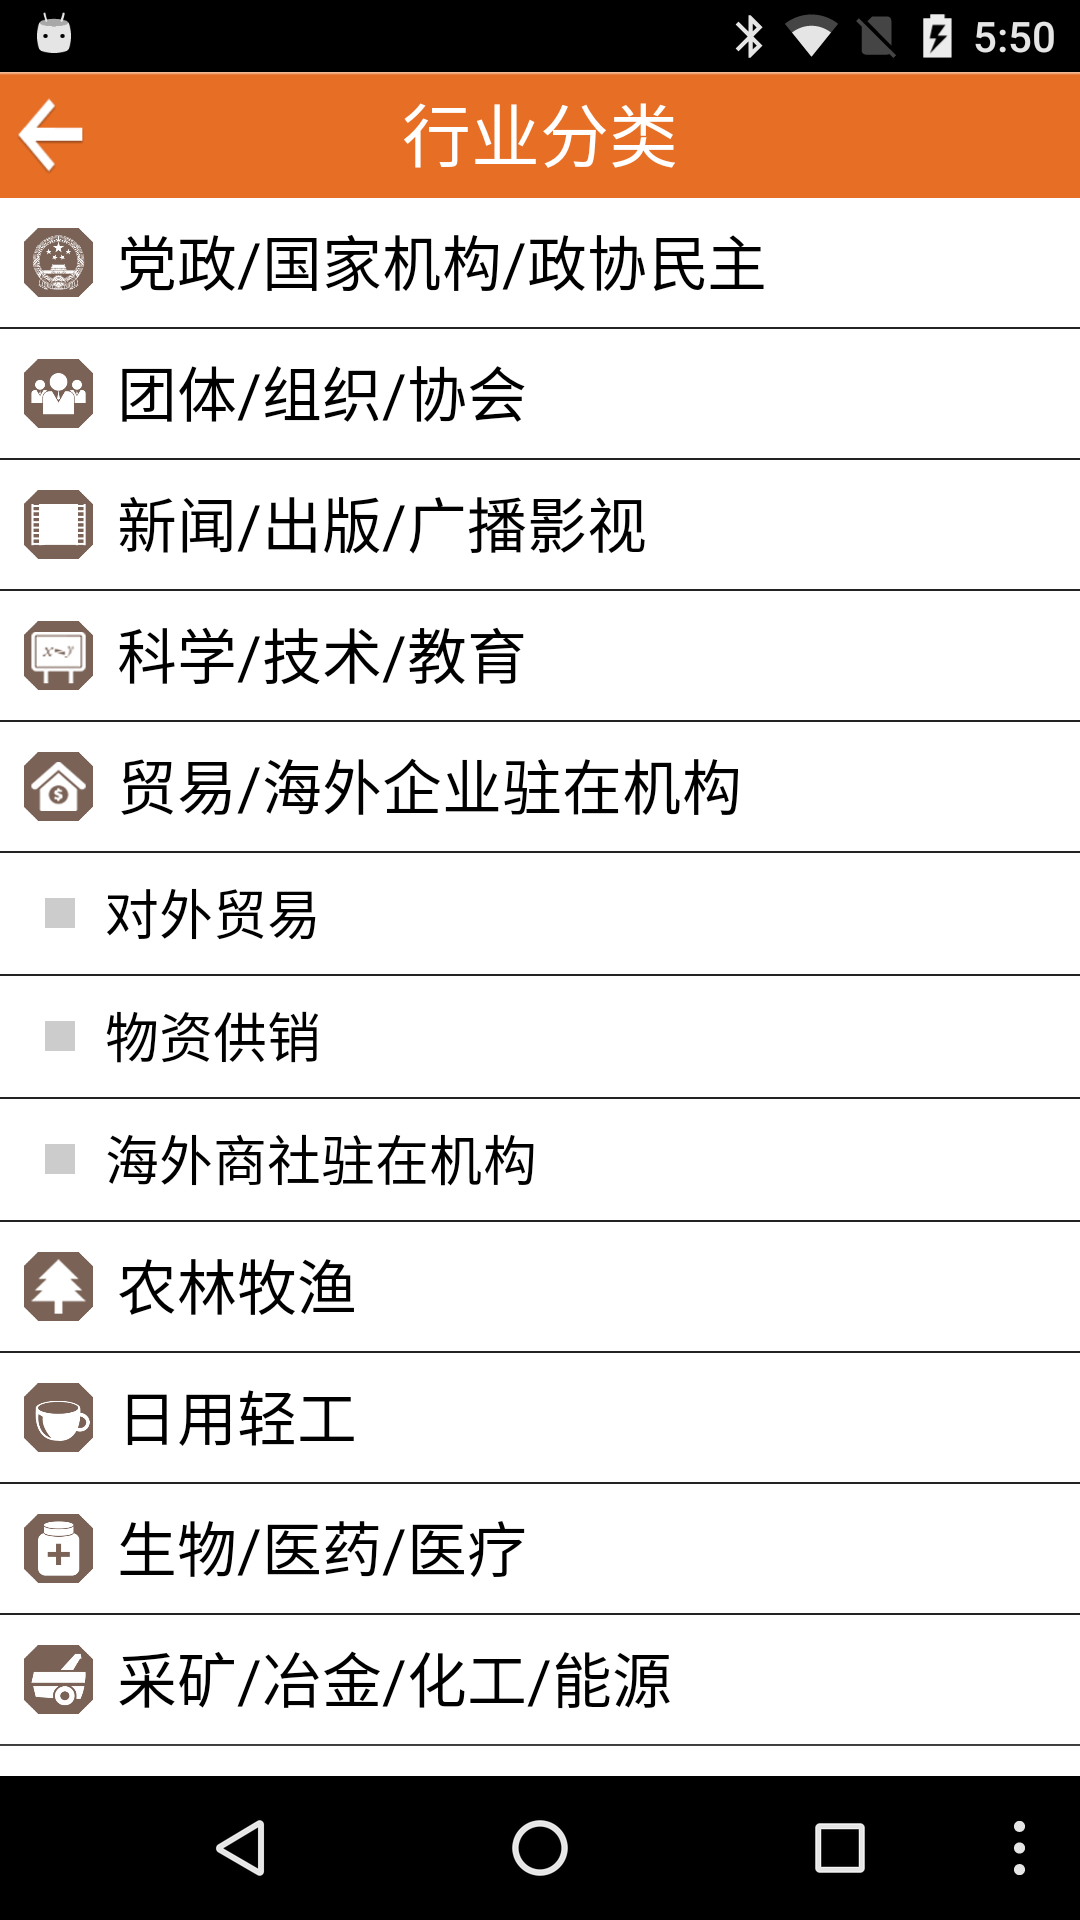 5:50
行业分类
党政/国家机构/政协民主
团体/组织/协会
新闻/出版/广播影视
科学/技术/教育
贸易/海外企业驻在机构
对外贸易
物资供销
海外商社驻在机构
农林牧渔
日用轻工
生物/医药/医疗
采矿/冶金/化工/能源